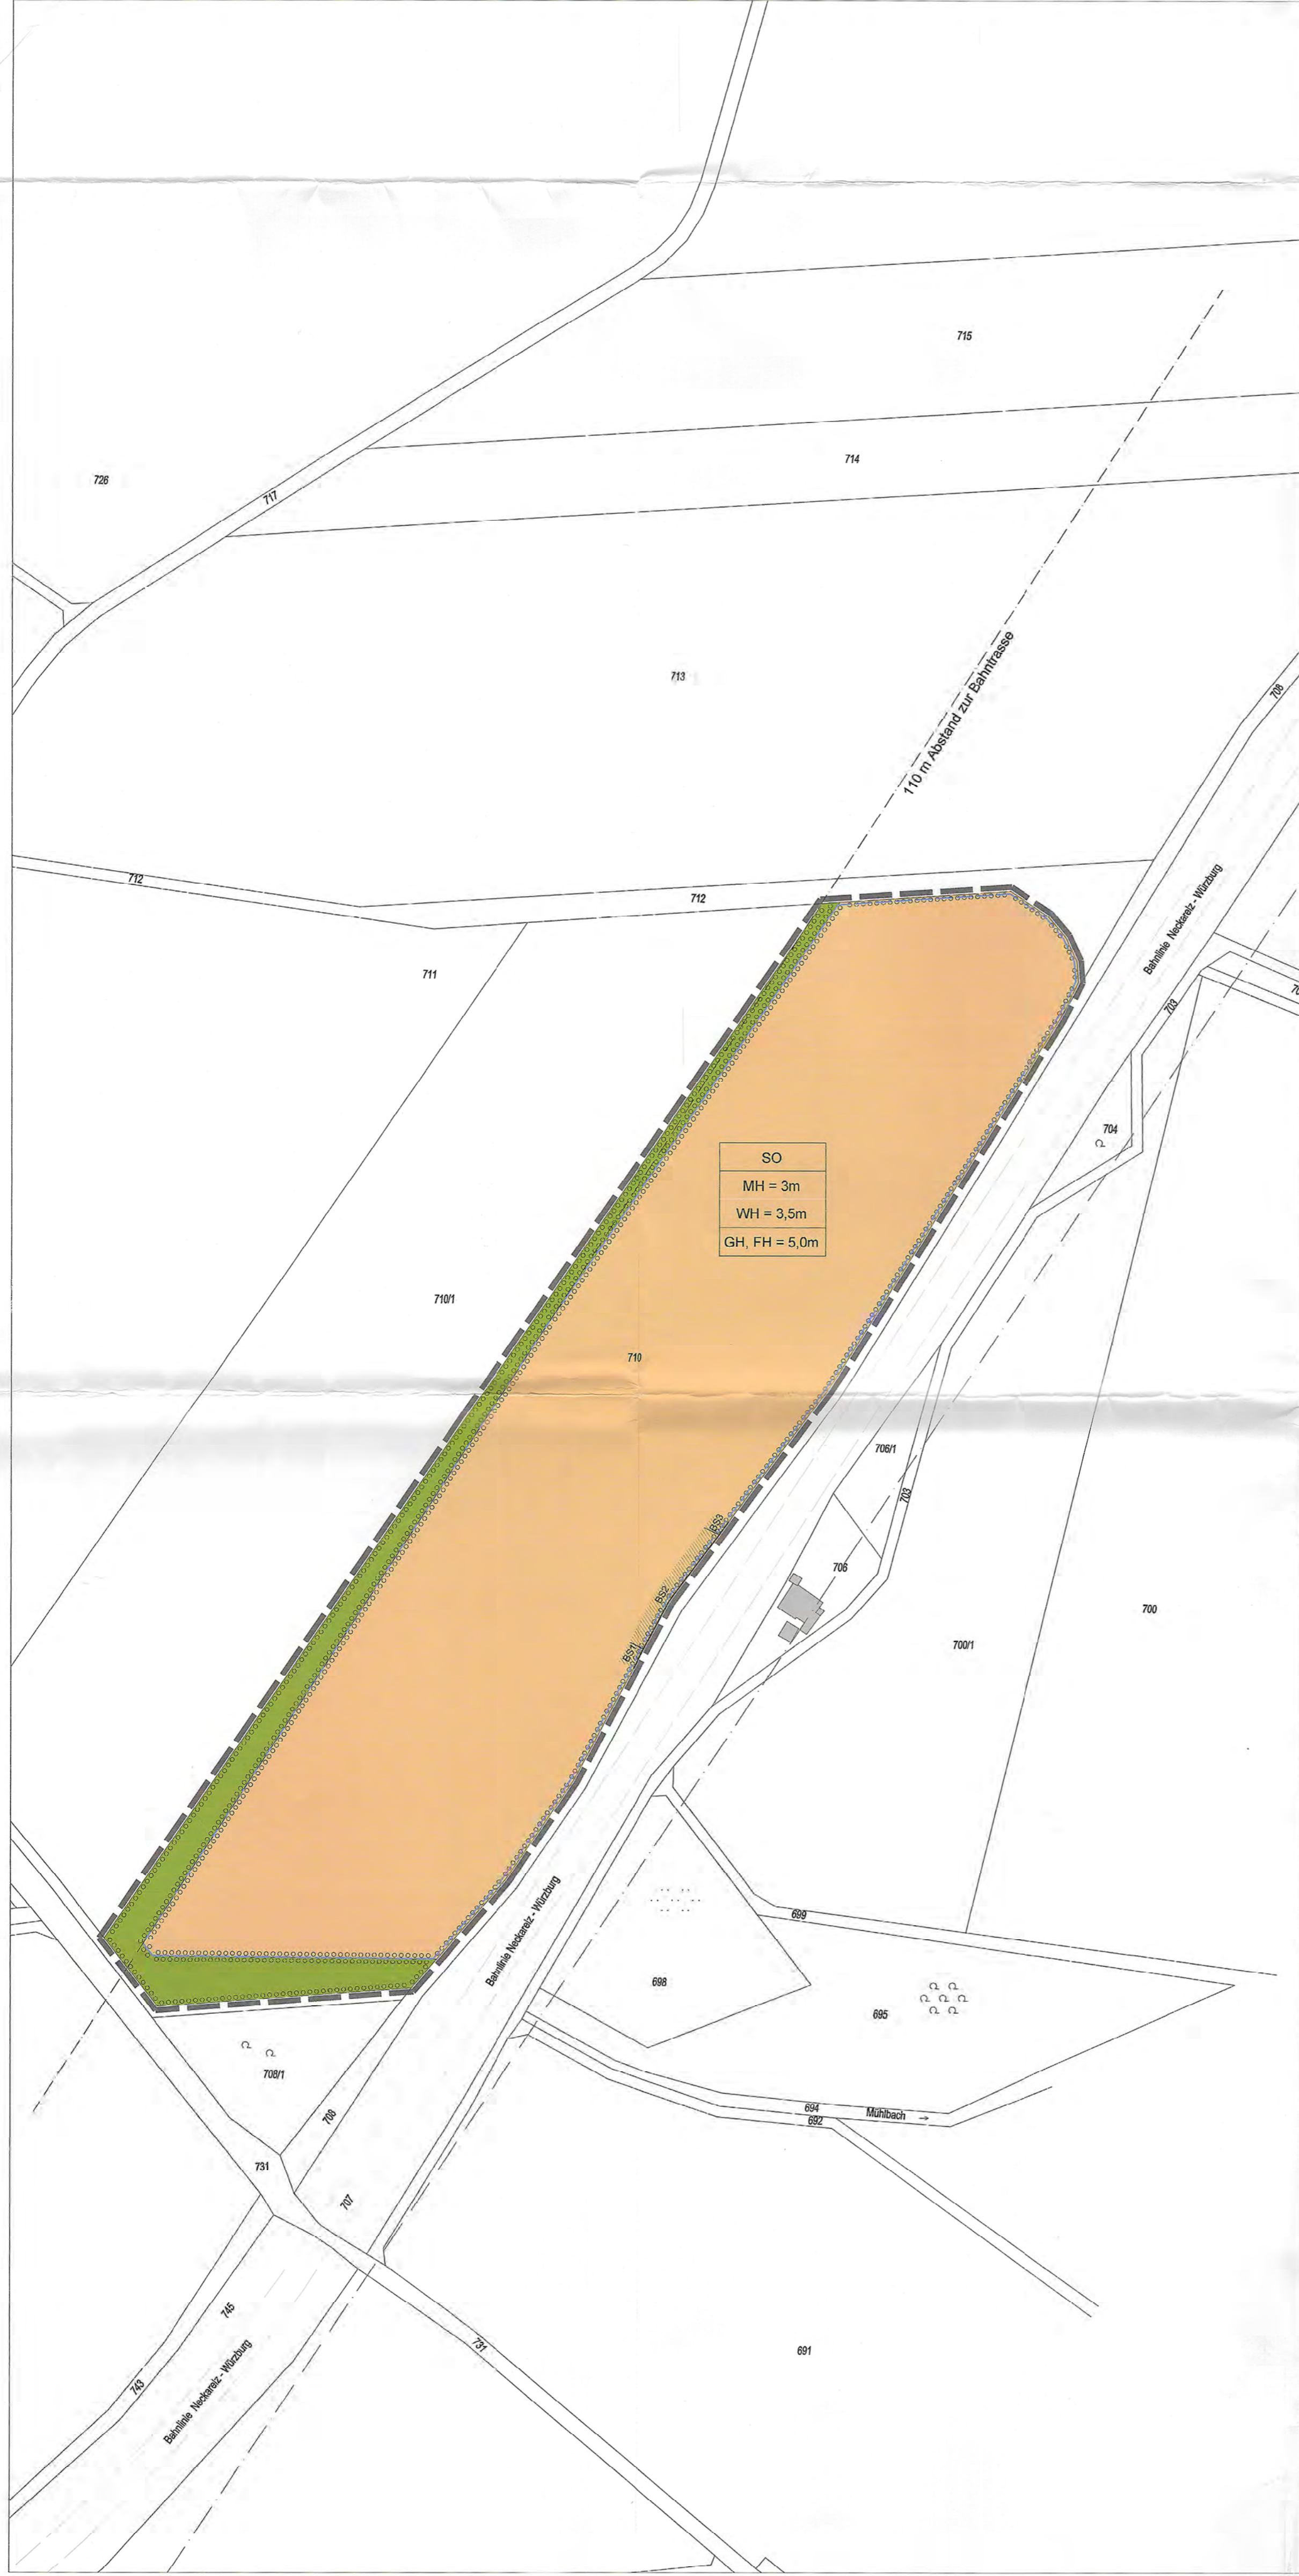 715
714
726
717
713
110 m Abstand zur Bahntrasse
708
712
712
Bahnlinie Neckarelz - Würzburg
711
703
704
SO
MH = 3m
WH = 3,5m
GH, FH = 5,0m
710/1
710
706/1
703
BS3
706
BS2
700
BS1
700/1
699
Bahnlinie Neckarelz - Würzburg
698
695
708/1
694
Mühlbach →
692
708
731
707
745
731
691
743
Bahnlinie Neckarelz - Würzburg